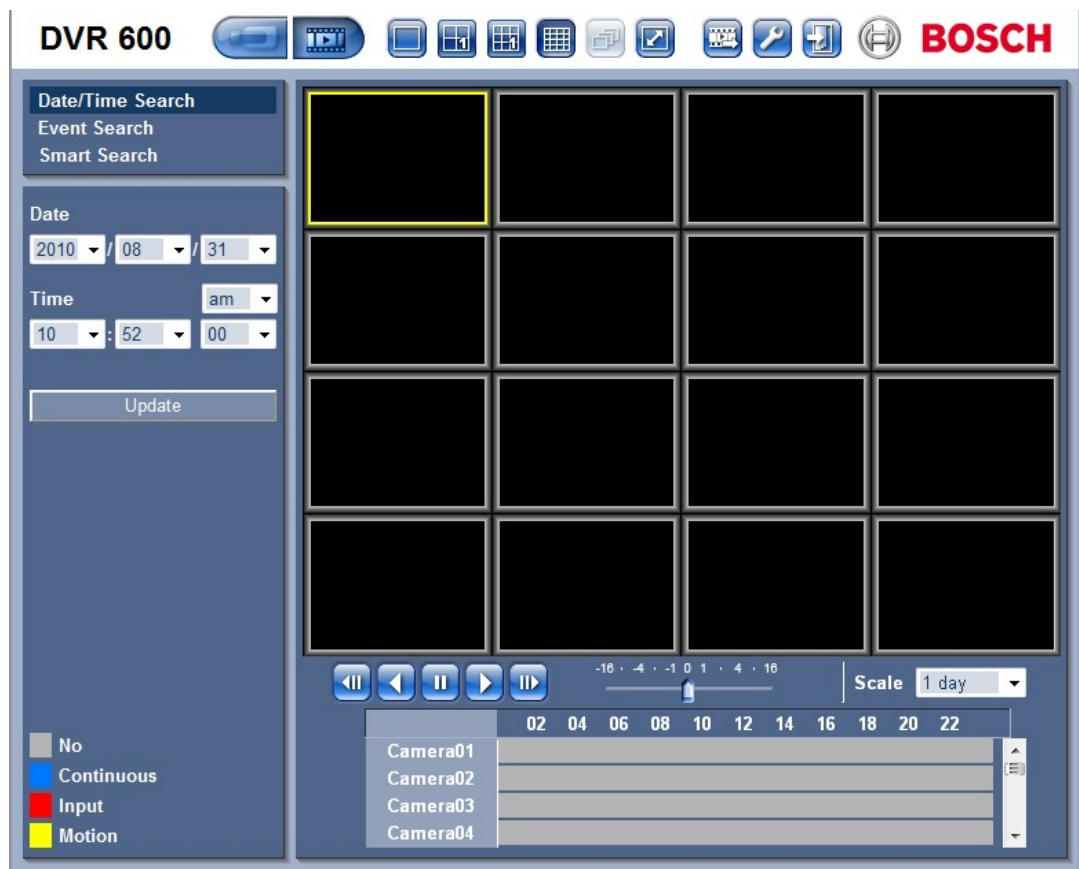 DVR 600
1
1
BOSCH
Date/Time Search
Event Search
Smart Search
Date
2010 / 08 / 31
Time am
10 : 52 00
Update
No
Continuous
Input
Motion
-16 · -4 · -1 0 1 · 4 · 16
Scale 1 day
02 04 06 08 10 12 14 16 18 20 22
Camera01
Camera02
Camera03
Camera04